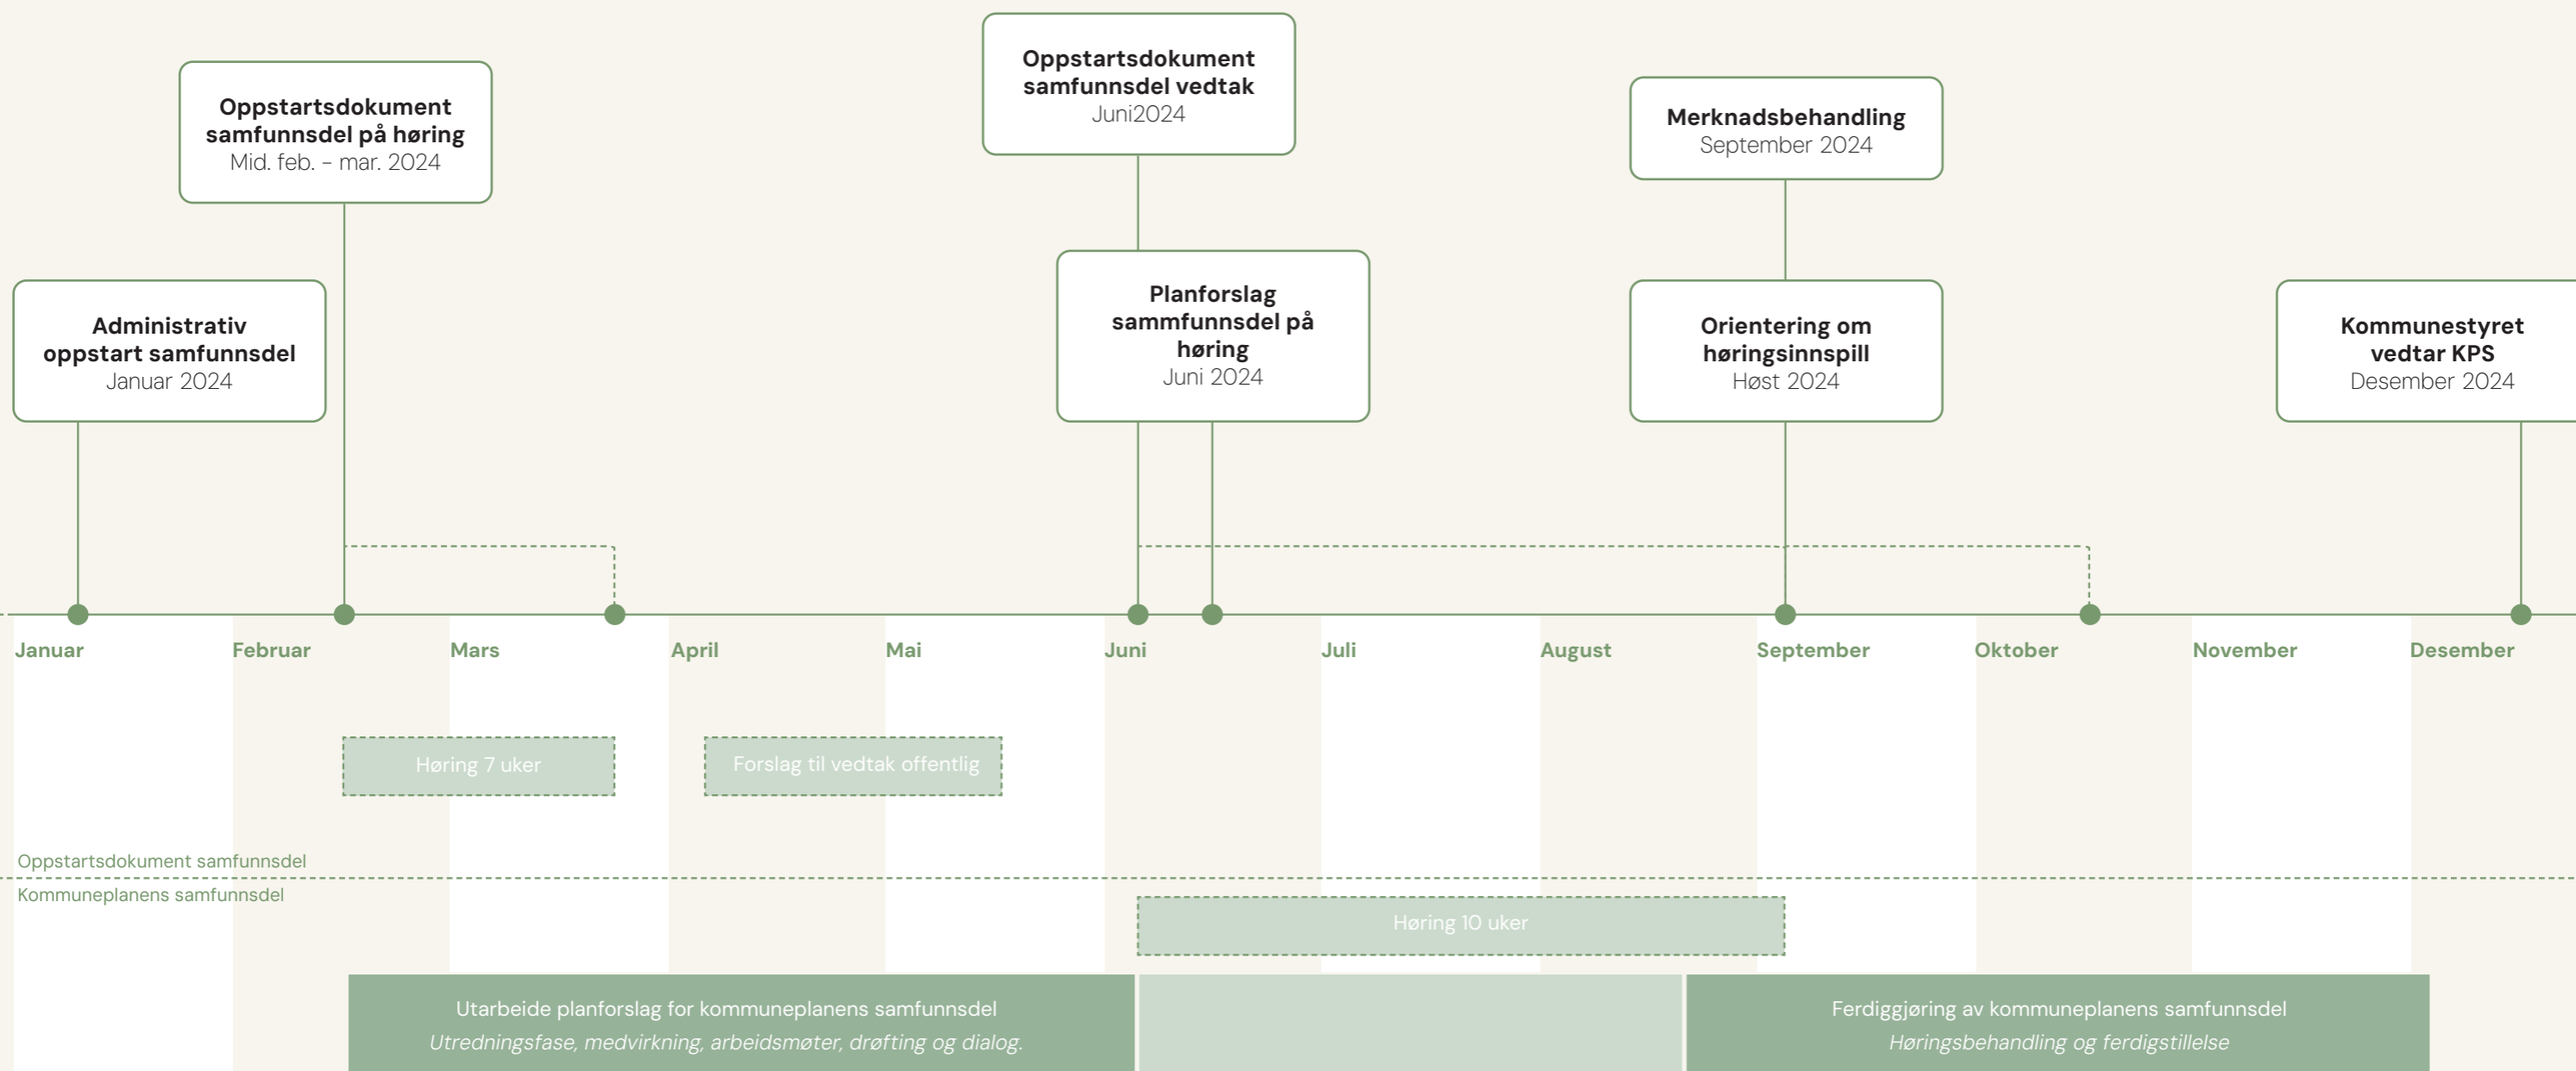 Oppstartsdokument
samfunnsdel på høring
Mid. feb. - mar. 2024
Oppstartsdokument
samfunnsdel vedtak
Juni2024
Merknadsbehandling
September 2024
Administrativ
oppstart samfunnsdel
Januar 2024
Planforslag
sammfunnsdel på
høring
Juni 2024
Orientering om
høringsinnspill
Høst 2024
Kommunestyret
vedtar KPS
Desember 2024
Januar
Februar
Mars
April
Mai
Juni
Juli
August
September
Oktober
November
Desember
Høring 7 uker
Forslag til vedtak offentlig
Oppstartsdokument samfunnsdel
Kommuneplanens samfunnsdel
Høring 10 uker
Utarbeide planforslag for kommuneplanens samfunnsdel
Utredningsfase, medvirkning, arbeidsmøter, drøfting og dialog.
Ferdiggjøring av kommuneplanens samfunnsdel
Høringsbehandling og ferdigstillelse